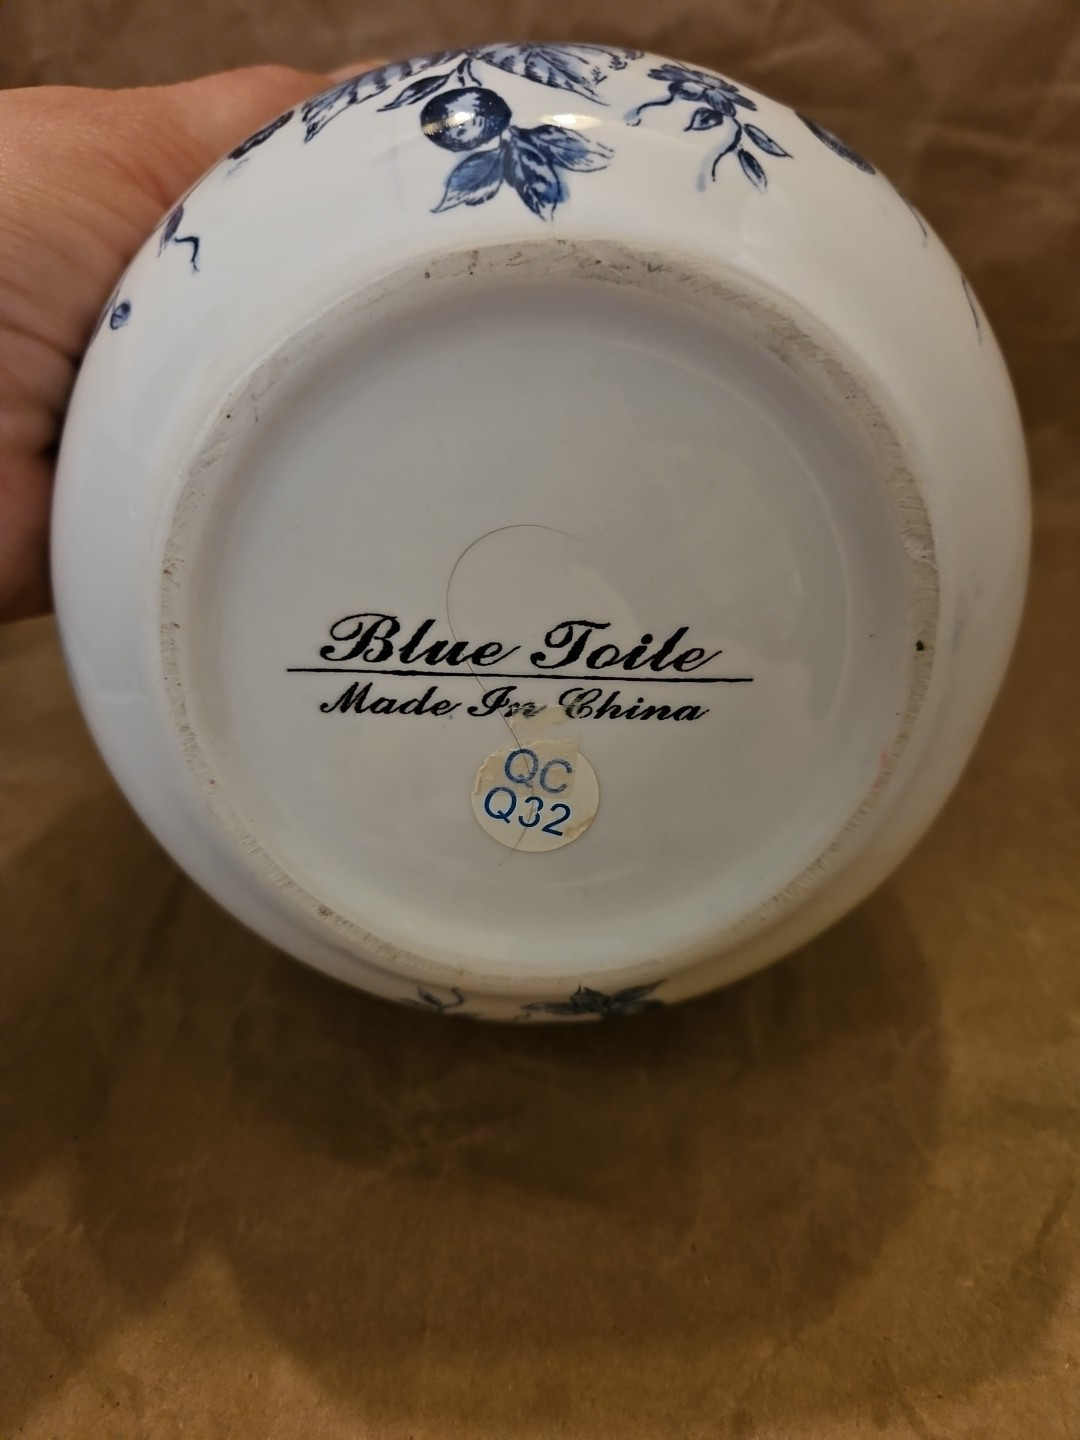 Blue Toile
Made In China
QC
Q32